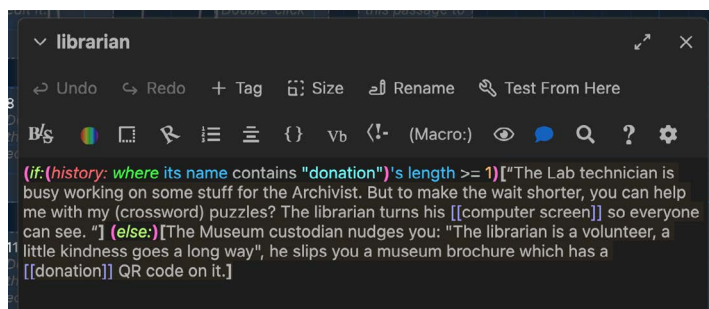 librarian
Undo Redo + Tag Size Rename Test From Here
(Macro:)
(if:(history: where its name contains "donation")'s length >= 1)[“The Lab technician is
busy working on some stuff for the Archivist. But to make the wait shorter, you can help
me with my (crossword) puzzles? The librarian turns his [[computer screen]] so everyone
can see. “] (else:)[The Museum custodian nudges you: "The librarian is a volunteer, a
little kindness goes a long way", he slips you a museum brochure which has a
[[donation]] QR code on it.]